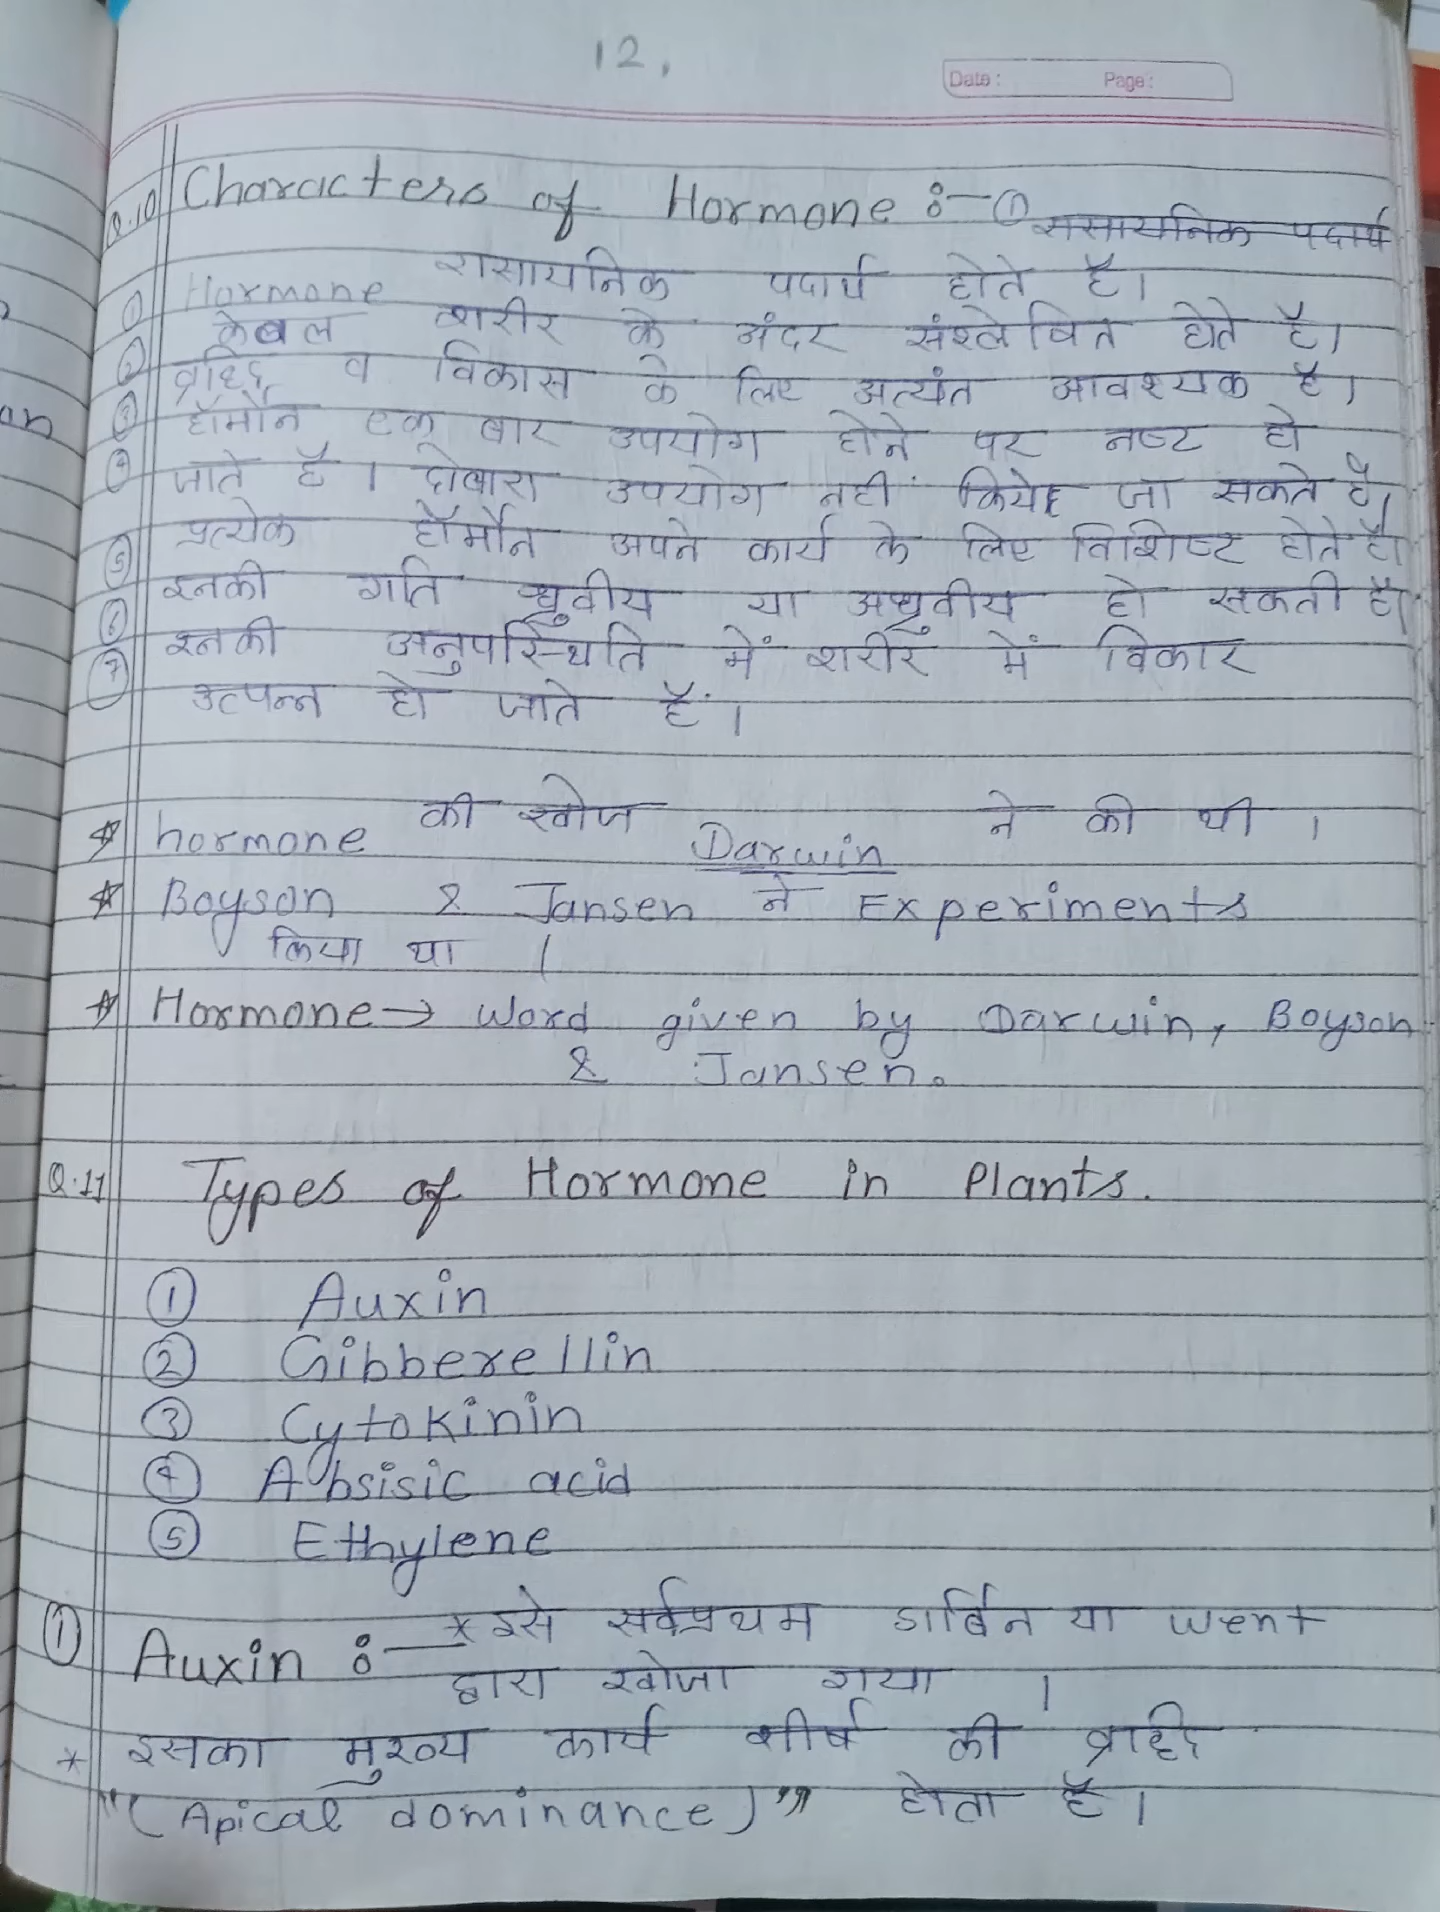 12.
Date: Page:
Q.10 Characters of Hormone :- ① रासायनिक पदार्थ
① Hormone रासायनिक पदार्थ होते है।
② केवल शरीर के अंदर संश्लेषित होते है।
③ व्राद्दि व विकास के लिए अत्यंत आवश्यक है।
④ हॉर्मोन एक बार उपयोग होने पर नष्ट हो
जाते है। दोबारा उपयोग नहीं किये जा सकते है।
⑤ प्रत्येक हॉर्मोन अपने कार्य के लिए विशिष्ट होते है।
⑥ इनकी गति ध्रुवीय या अध्रुवीय हो सकती है।
⑦ इनकी अनुपस्थिति में शरीर में विकार
उत्पन्न हो जाते हैं।
* hormone की खोज Darwin ने की थी ।
* Boyson & Jansen ने Experiments
किया था ।
* Hormone → word given by Darwin, Boyson
& Jansen.
Q.11 Types of Hormone in Plants.
① Auxin
② Gibberellin
③ Cytokinin
④ Absisic acid
⑤ Ethylene
① Auxin :— * इसे सर्वप्रथम डार्बिन या went
द्वारा खोजा गया ।
* इसका मुख्य कार्य शीर्ष की व्राद्दि
"(Apical dominance)" होता है।
an